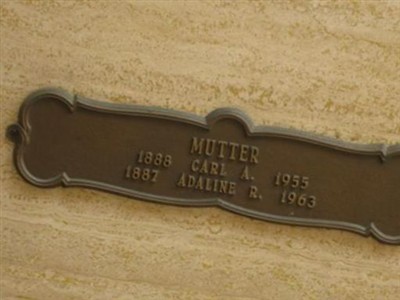 MUTTER
1888 CARL A. 1955
1887 ADALINE R. 1963